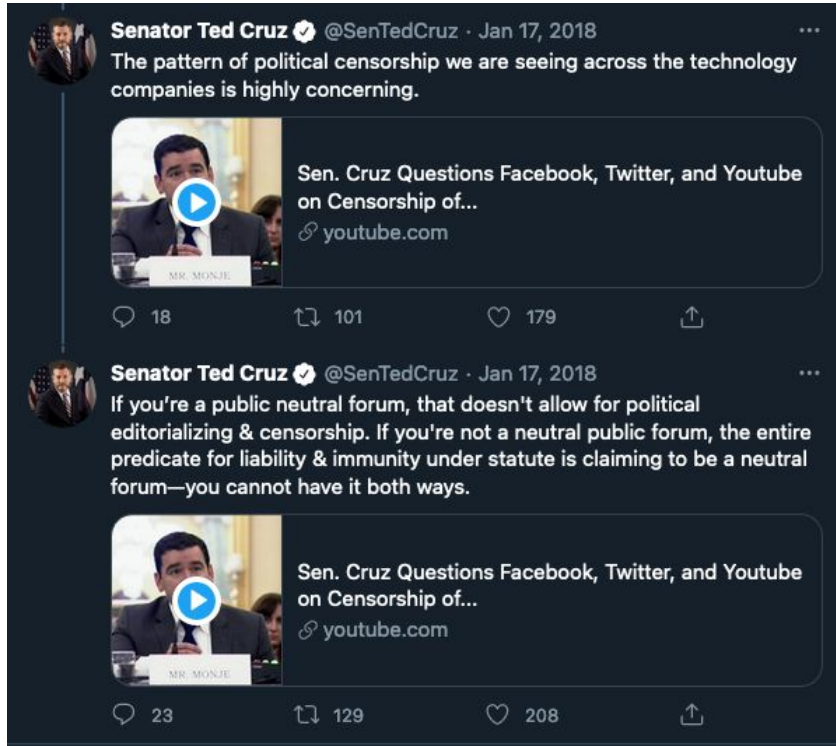 Senator Ted Cruz @SenTedCruz · Jan 17, 2018
The pattern of political censorship we are seeing across the technology
companies is highly concerning.
Sen. Cruz Questions Facebook, Twitter, and Youtube
on Censorship of...
youtube.com
MR. MONJE
18 101 179
Senator Ted Cruz @SenTedCruz · Jan 17, 2018
If you’re a public neutral forum, that doesn't allow for political
editorializing & censorship. If you're not a neutral public forum, the entire
predicate for liability & immunity under statute is claiming to be a neutral
forum—you cannot have it both ways.
Sen. Cruz Questions Facebook, Twitter, and Youtube
on Censorship of...
youtube.com
MR. MONJE
23 129 208